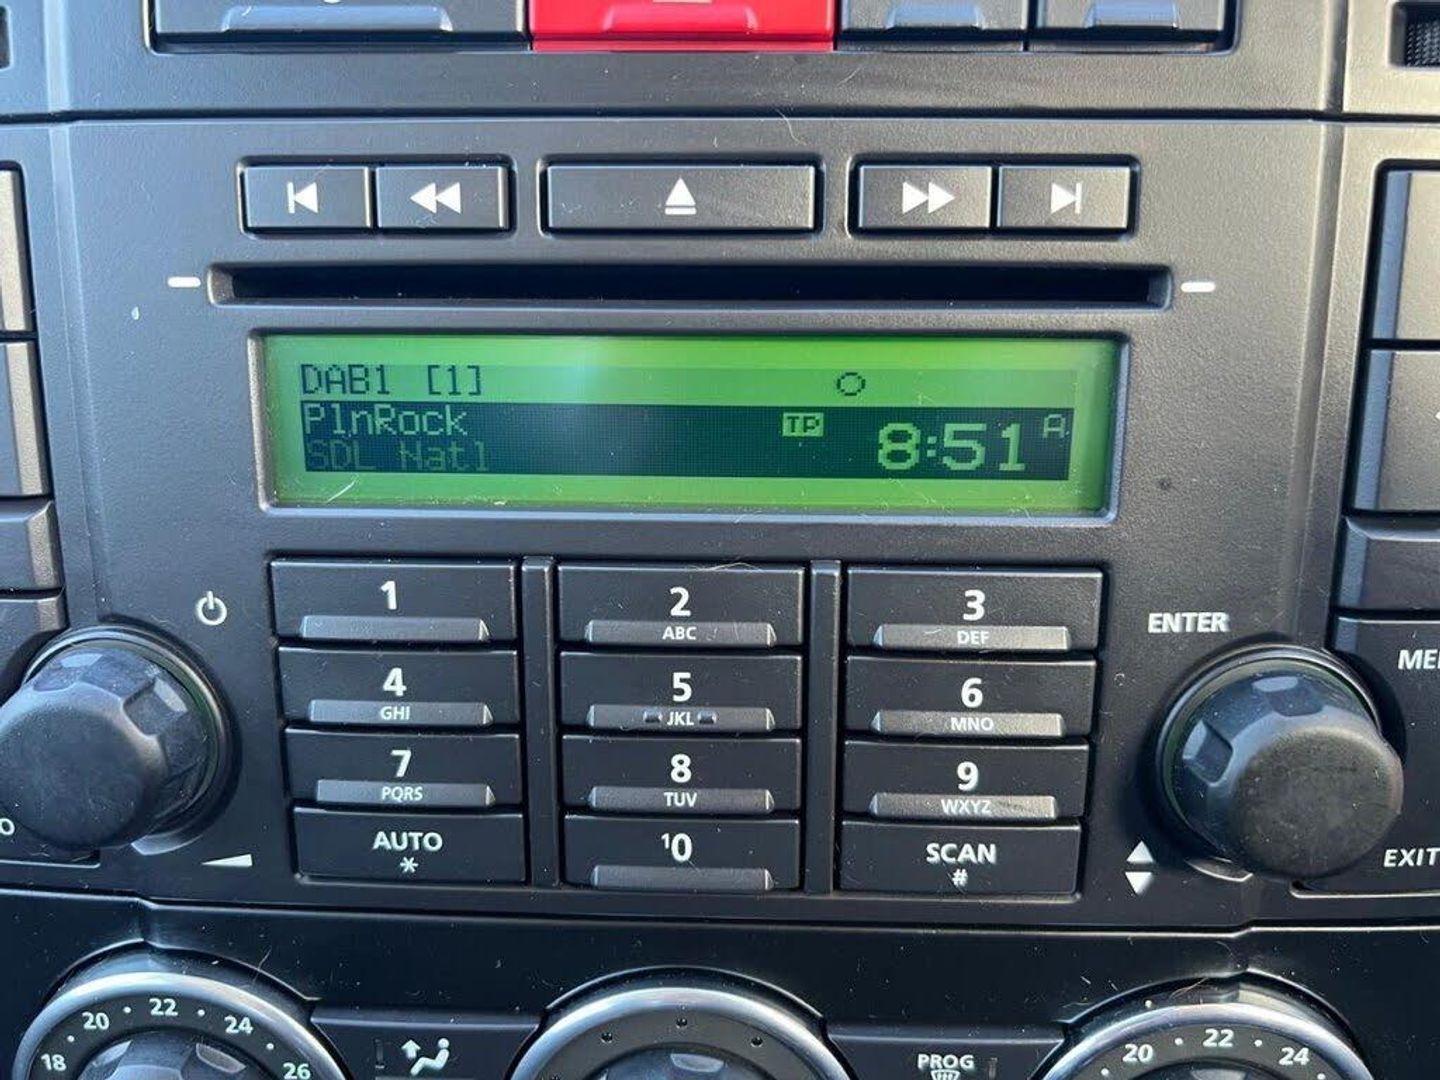 DAB1 [1]
PlnRock TP 8:51 A
SDL Natl
1
2
ABC
3
DEF
ENTER
4
GHI
5
JKL
6
MNO
7
PQRS
8
TUV
9
WXYZ
AUTO
*
10
SCAN
#
EXIT
18 20 22 24 26
PROG
20 22 24